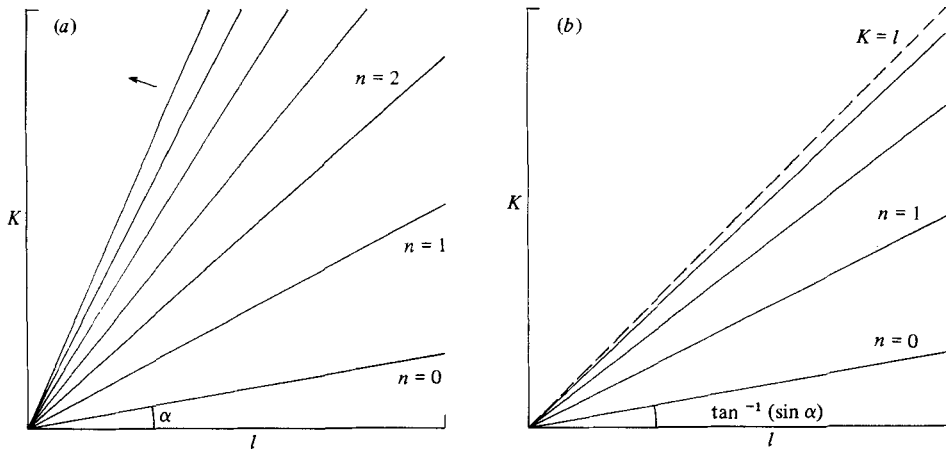 (a)
n = 2
K
n = 1
n = 0
α
l
(b)
K = l
K
n = 1
n = 0
tan⁻¹ (sin α)
l